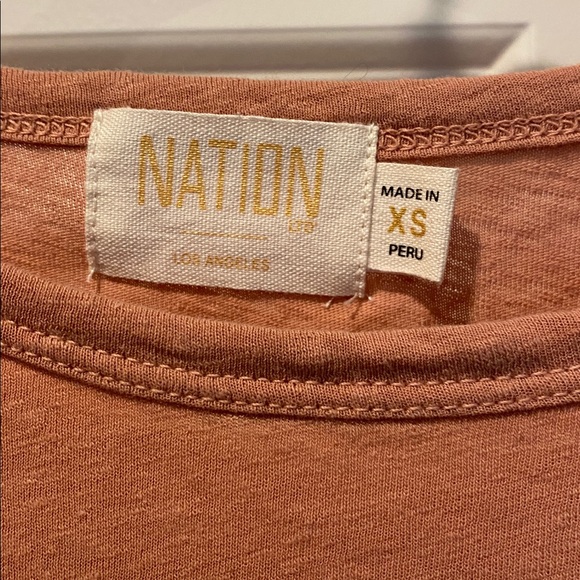 NATION
LTD
LOS ANGELES
MADE IN
XS
PERU